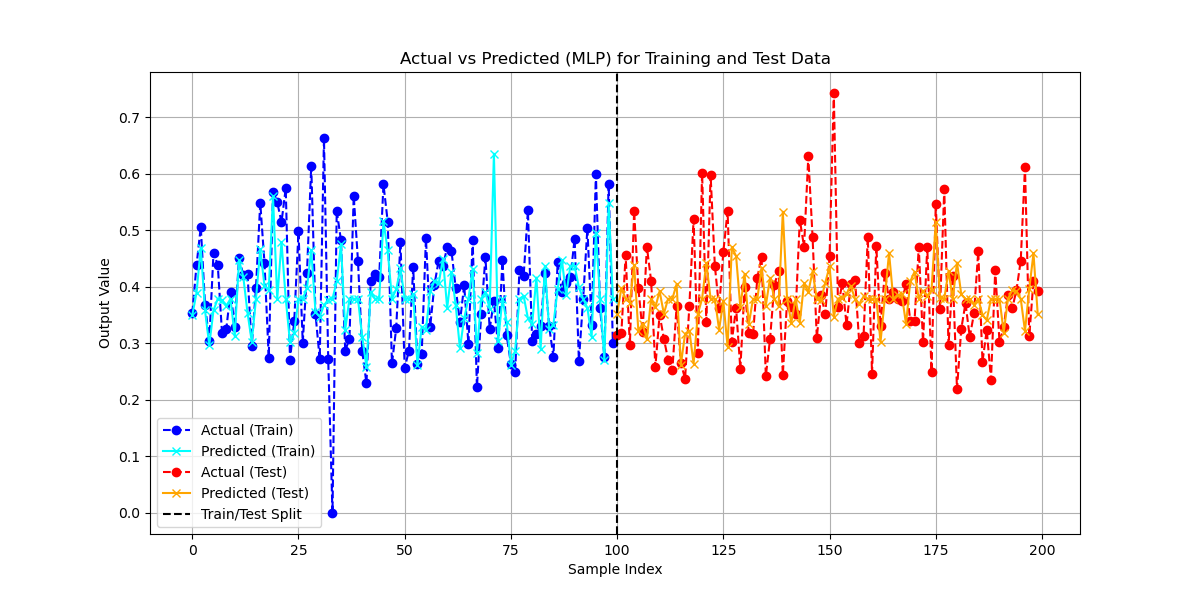 Actual vs Predicted (MLP) for Training and Test Data
Output Value
0.7
0.6
0.5
0.4
0.3
0.2
0.1
0.0
Actual (Train)
Predicted (Train)
Actual (Test)
Predicted (Test)
Train/Test Split
0 25 50 75 100 125 150 175 200
Sample Index